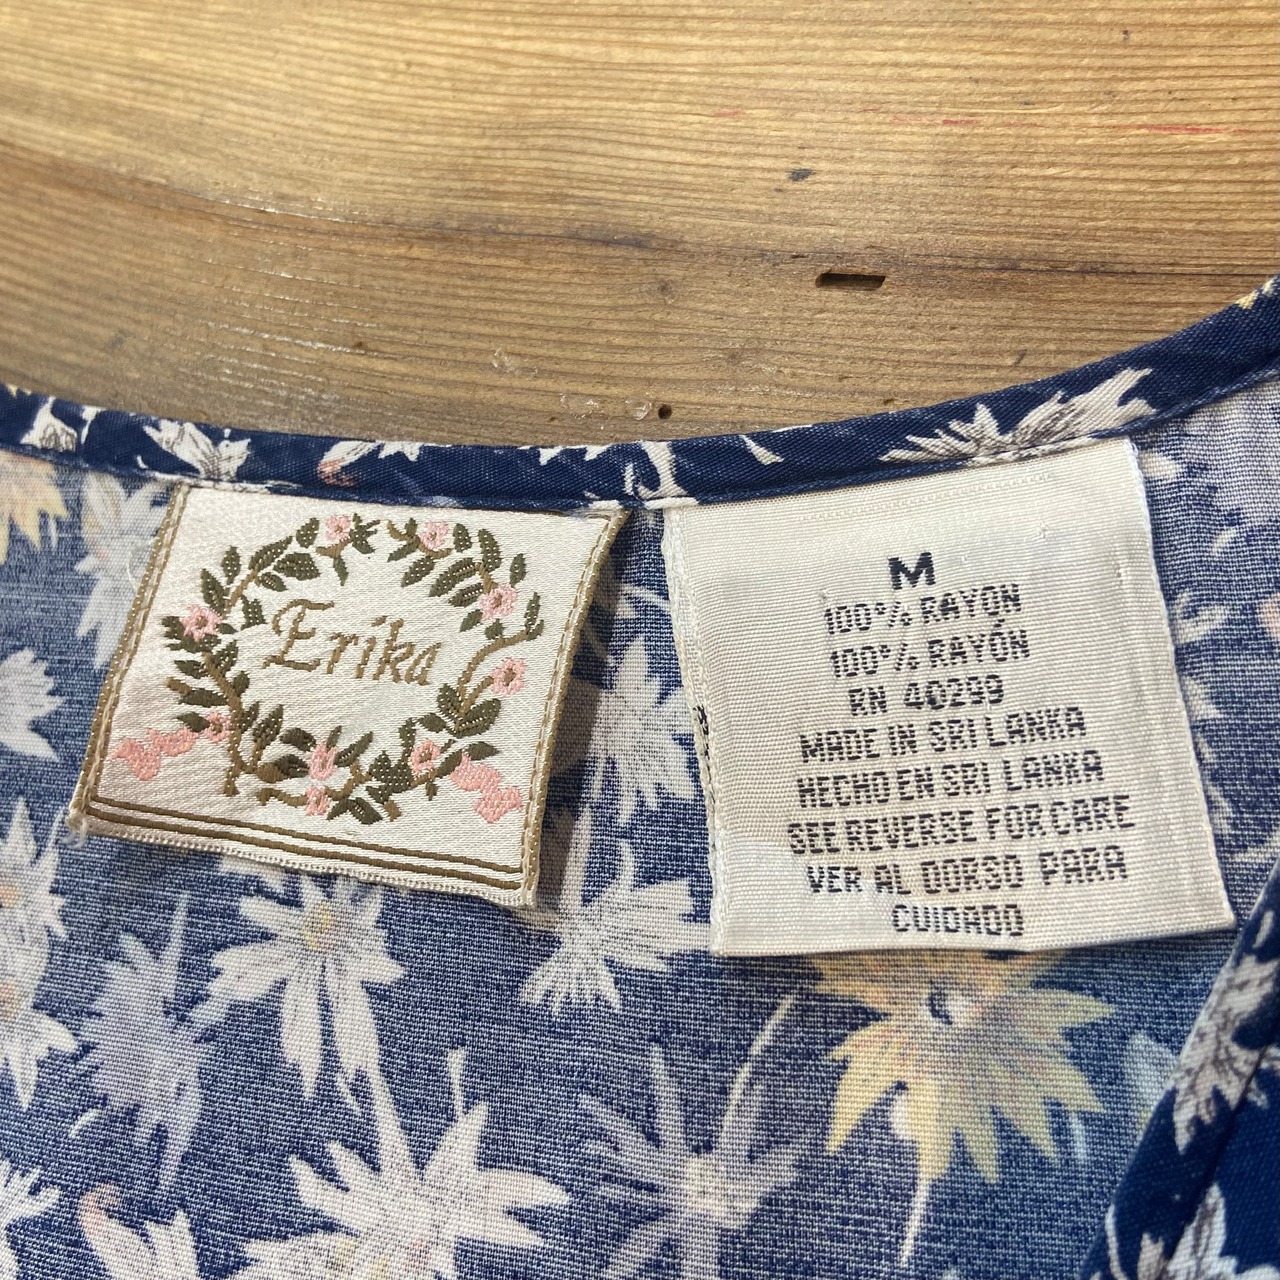 Erika
M
100% RAYON
100% RAYÓN
RN 40299
MADE IN SRI LANKA
HECHO EN SRI LANKA
SEE REVERSE FOR CARE
VER AL DORSO PARA
CUIDADO